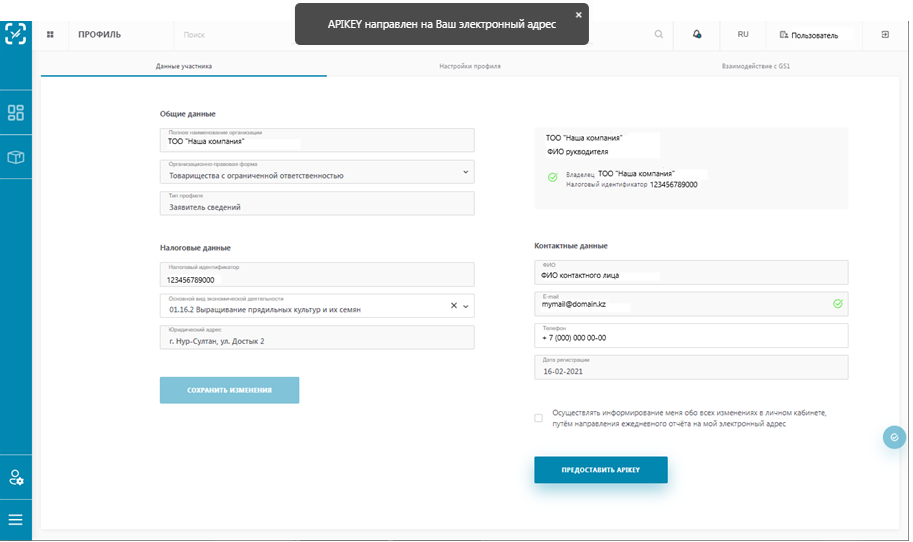 APIKEY направлен на Ваш электронный адрес
ПРОФИЛЬ
Поиск
RU
Пользователь
Данные участника
Настройки профиля
Взаимодействие с GS1
Общие данные
Полное наименование организации
ТОО "Наша компания"
Организационно-правовая форма
Товарищества с ограниченной ответственностью
Тип профиля
Заявитель сведений
ТОО "Наша компания"
ФИО рукводителя
Владелец ТОО "Наша компания"
Налоговый идентификатор 123456789000
Налоговые данные
Налоговый идентификатор
123456789000
Основной вид экономической деятельности
01.16.2 Выращивание прядильных культур и их семян
Юридический адрес
г. Нур-Султан, ул. Достык 2
СОХРАНИТЬ ИЗМЕНЕНИЯ
Контактные данные
ФИО
ФИО контактного лица
E-mail
mymail@domain.kz
Телефон
+ 7 (000) 000 00-00
Дата регистрации
16-02-2021
Осуществлять информирование меня обо всех изменениях в личном кабинете,
путём направления ежедневного отчёта на мой электронный адрес
ПРЕДОСТАВИТЬ APIKEY